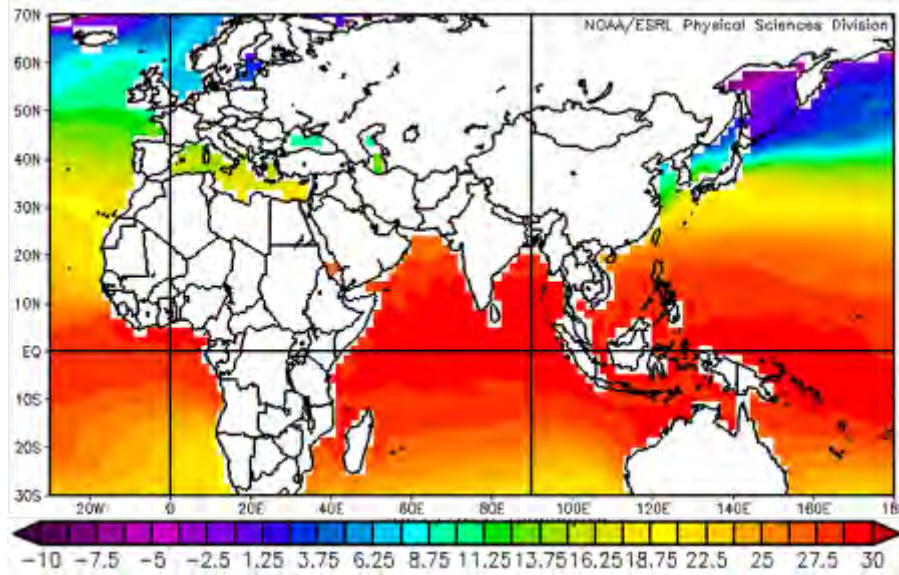 70N
NOAA/ESRL Physical Sciences Division
60N
50N
40N
30N
20N
10N
EQ
10S
20S
30S
20W 0 20E 40E 60E 80E 100E 120E 140E 160E 18
-10 -7.5 -5 -2.5 1.25 3.75 6.25 8.75 11.25 13.75 16.25 18.75 22.5 25 27.5 30